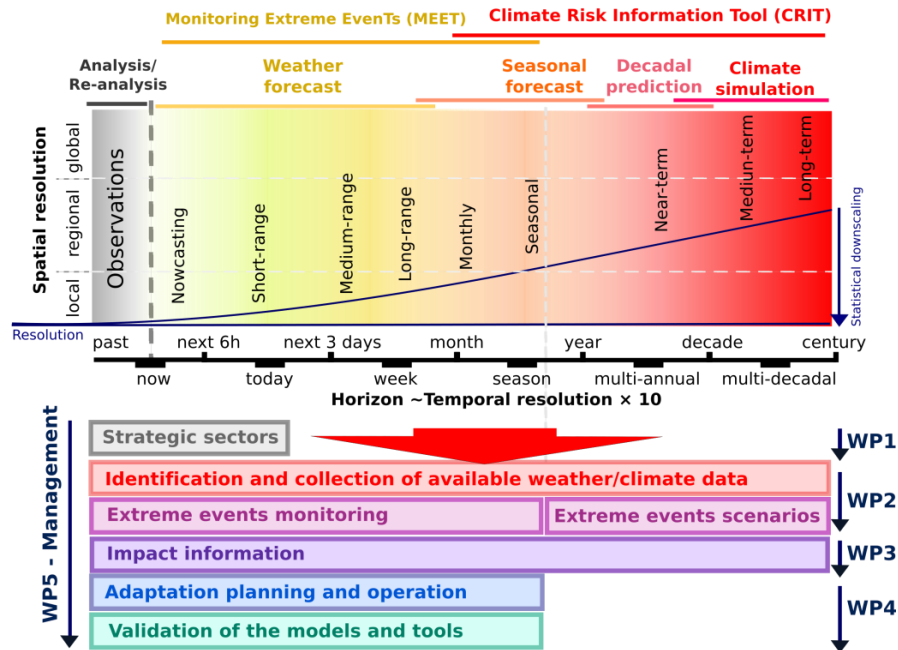 Monitoring Extreme EvenTs (MEET)
Climate Risk Information Tool (CRIT)
Analysis/
Re-analysis
Weather
forecast
Seasonal
forecast
Decadal
prediction
Climate
simulation
Spatial resolution
global
regional
local
Observations
Nowcasting
Short-range
Medium-range
Long-range
Monthly
Seasonal
Near-term
Mediun-term
Long-term
Statistical downscaling
Resolution
past
next 6h
next 3 days
month
year
decade
century
now
today
week
season
multi-annual
multi-decadal
Horizon ~Temporal resolution × 10
WP5 - Management
Strategic sectors
WP1
Identification and collection of available weather/climate data
WP2
Extreme events monitoring
Extreme events scenarios
Impact information
WP3
Adaptation planning and operation
WP4
Validation of the models and tools